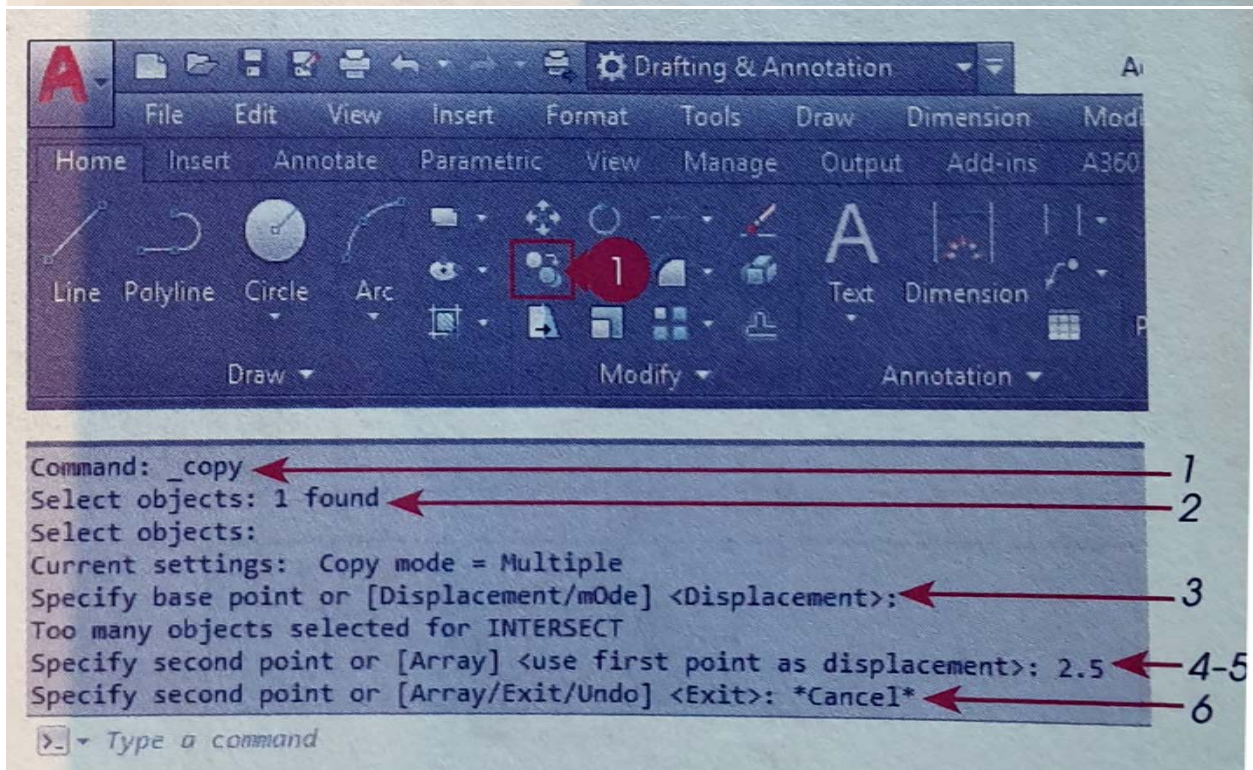 A Drafting & Annotation A
File Edit View Insert Format Tools Draw Dimension Modi
Home Insert Annotate Parametric View Manage Output Add-ins A360
1
Line Polyline Circle Arc A Text Dimension
P
Draw Modify Annotation
Command: _copy 1
Select objects: 1 found 2
Select objects:
Current settings: Copy mode = Multiple
Specify base point or [Displacement/mOde] <Displacement>: 3
Too many objects selected for INTERSECT
Specify second point or [Array] <use first point as displacement>: 2.5 4-5
Specify second point or [Array/Exit/Undo] <Exit>: *Cancel* 6
>_ Type a command